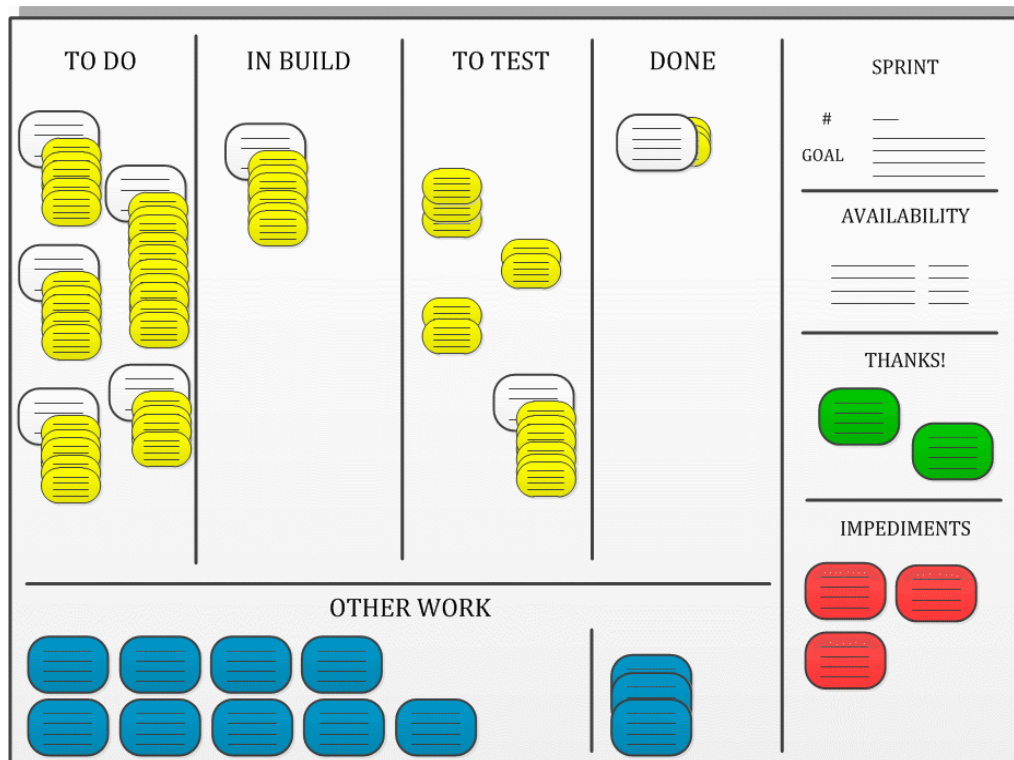 TO DO
IN BUILD
TO TEST
DONE
SPRINT
#
GOAL
AVAILABILITY
THANKS!
IMPEDIMENTS
OTHER WORK